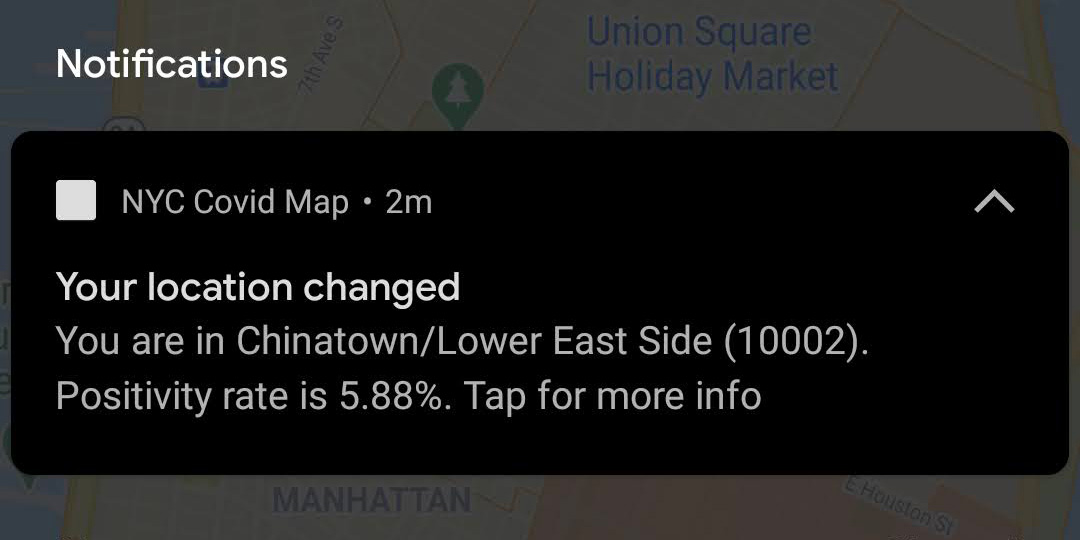 Union Square
Holiday Market
7th Ave S
Notifications
NYC Covid Map • 2m
Your location changed
You are in Chinatown/Lower East Side (10002).
Positivity rate is 5.88%. Tap for more info
MANHATTAN
E Houston St